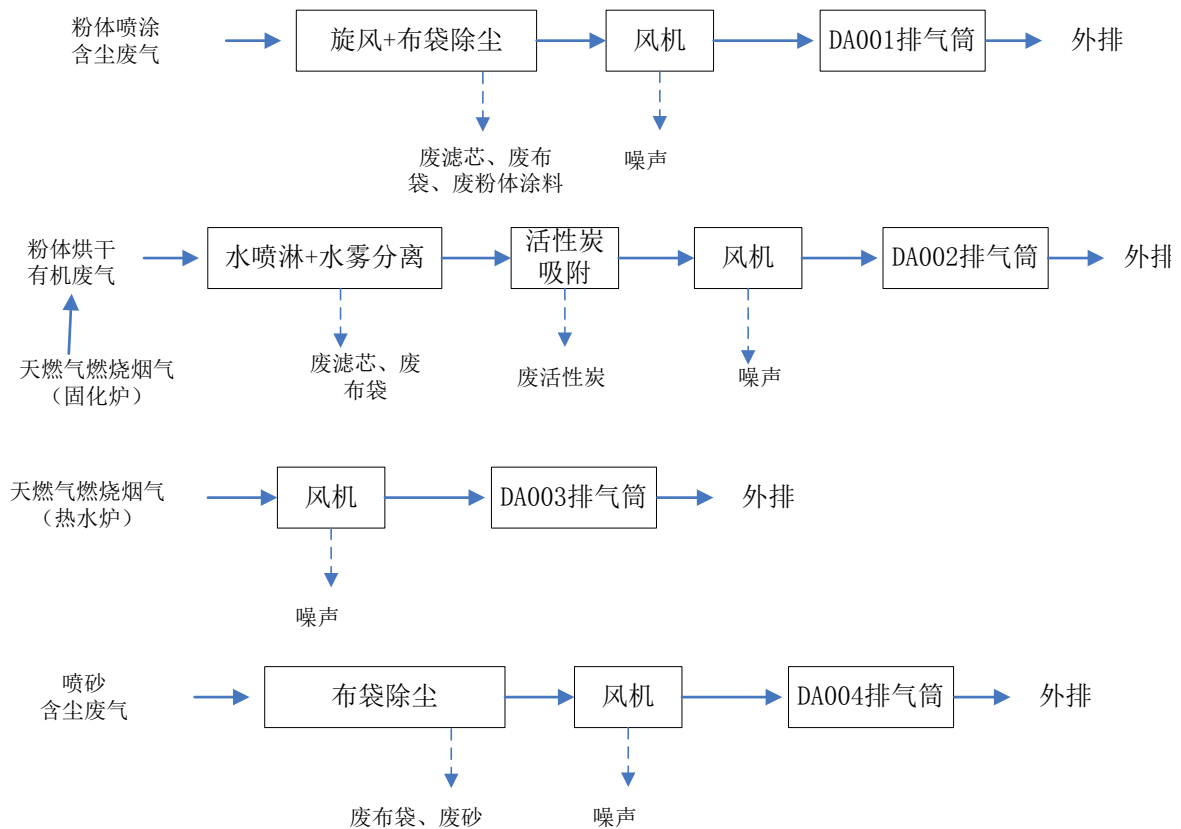 粉体喷涂
含尘废气
旋风+布袋除尘
风机
DA001排气筒
外排
废滤芯、废布
袋、废粉体涂料
噪声
粉体烘干
有机废气
水喷淋+水雾分离
活性炭
吸附
风机
DA002排气筒
外排
天燃气燃烧烟气
（固化炉）
废滤芯、废
布袋
废活性炭
噪声
天燃气燃烧烟气
（热水炉）
风机
DA003排气筒
外排
噪声
喷砂
含尘废气
布袋除尘
风机
DA004排气筒
外排
废布袋、废砂
噪声